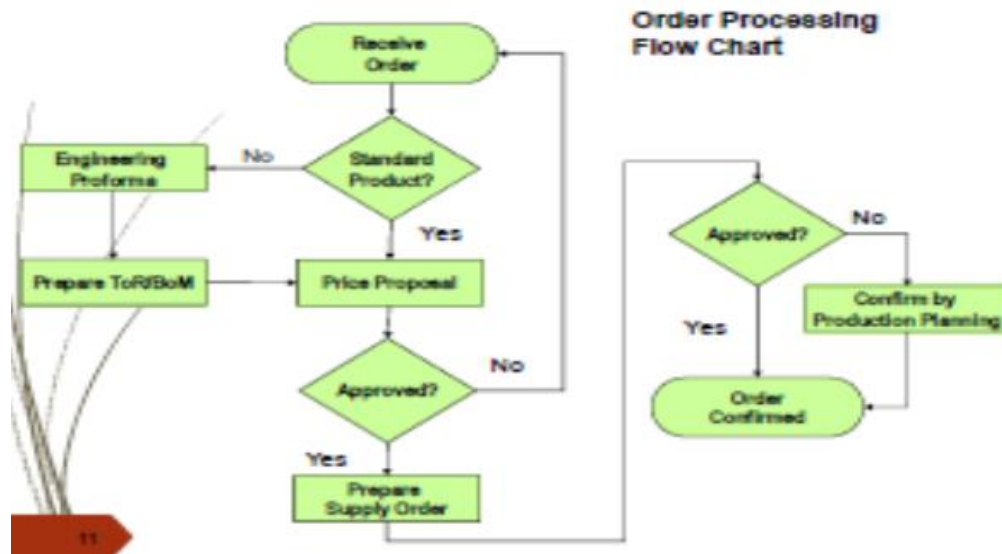 Order Processing
Flow Chart
Receive
Order
Standard
Product?
No
Engineering
Proforma
Yes
Prepare ToR/BoM
Price Proposal
Approved?
No
Yes
Prepare
Supply Order
Approved?
No
Confirm by
Production Planning
Yes
Order
Confirmed
11